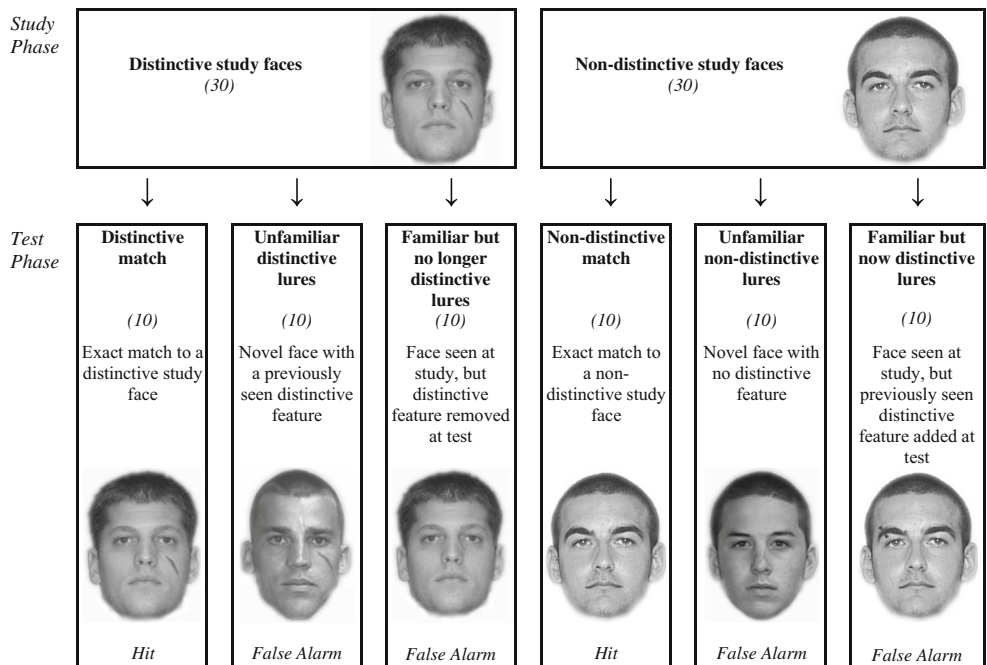 Study
Phase
Distinctive study faces
(30)
Non-distinctive study faces
(30)
↓ ↓ ↓ ↓ ↓ ↓
Test
Phase
Distinctive
match
(10)
Exact match to a
distinctive study
face
Hit
Unfamiliar
distinctive
lures
(10)
Novel face with
a previously
seen distinctive
feature
False Alarm
Familiar but
no longer
distinctive
lures
(10)
Face seen at
study, but
distinctive
feature removed
at test
False Alarm
Non-distinctive
match
(10)
Exact match to
a non-
distinctive study
face
Hit
Unfamiliar
non-distinctive
lures
(10)
Novel face with
no distinctive
feature
False Alarm
Familiar but
now distinctive
lures
(10)
Face seen at
study, but
previously seen
distinctive
feature added at
test
False Alarm